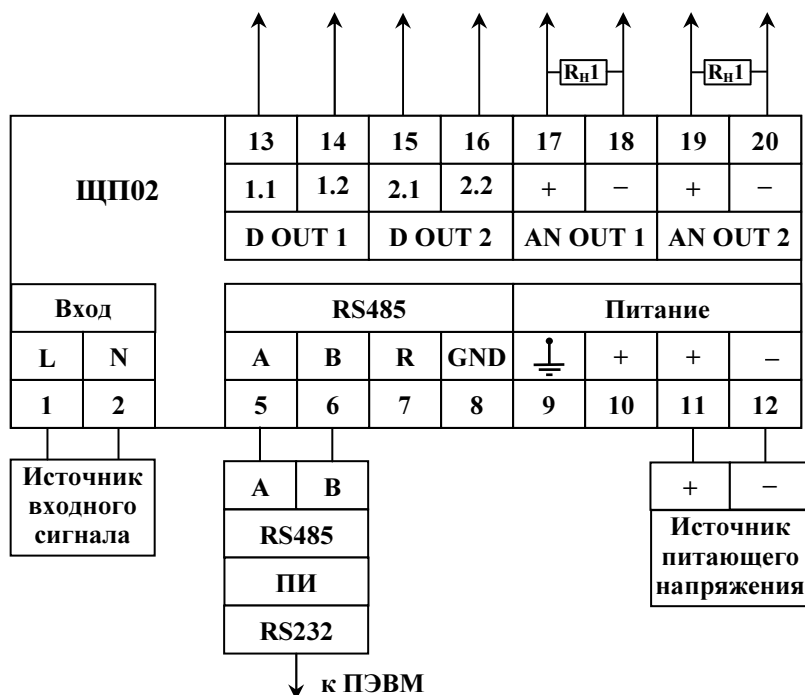 Rн1 Rн1
13 14 15 16 17 18 19 20
ЩП02 1.1 1.2 2.1 2.2 + − + −
D OUT 1 D OUT 2 AN OUT 1 AN OUT 2
Вход RS485 Питание
L N A B R GND + + −
1 2 5 6 7 8 9 10 11 12
Источник
входного
сигнала
A B
RS485
ПИ
RS232
к ПЭВМ
+ −
Источник
питающего
напряжения